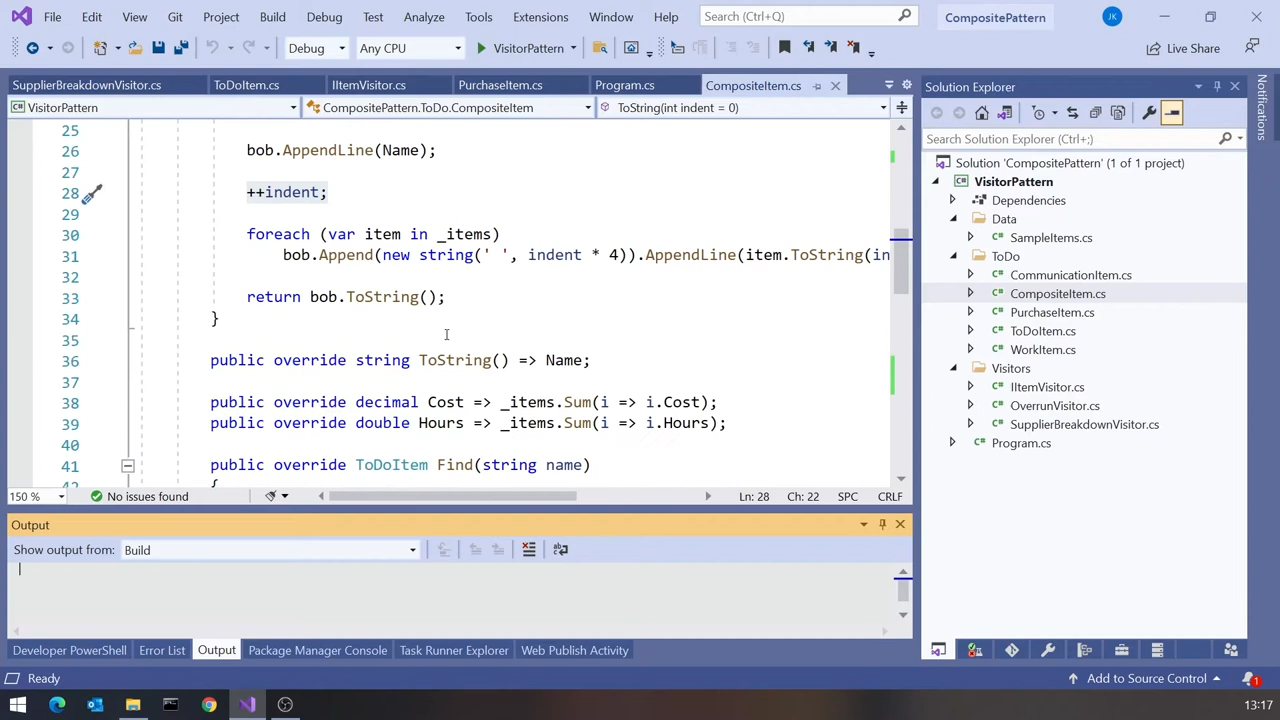 File Edit View Git Project Build Debug Test Analyze Tools Extensions Window Help Search (Ctrl+Q) CompositePattern JK
Debug Any CPU VisitorPattern Live Share
SupplierBreakdownVisitor.cs ToDoItem.cs IItemVisitor.cs PurchaseItem.cs Program.cs CompositeItem.cs
VisitorPattern CompositePattern.ToDo.CompositeItem ToString(int indent = 0)
25
26 bob.AppendLine(Name);
27
28 ++indent;
29
30 foreach (var item in _items)
31 bob.Append(new string(' ', indent * 4)).AppendLine(item.ToString(in
32
33 return bob.ToString();
34 }
35
36 public override string ToString() => Name;
37
38 public override decimal Cost => _items.Sum(i => i.Cost);
39 public override double Hours => _items.Sum(i => i.Hours);
40
41 public override ToDoItem Find(string name)
42 {
150 % No issues found Ln: 28 Ch: 22 SPC CRLF
Output
Show output from: Build
Developer PowerShell Error List Output Package Manager Console Task Runner Explorer Web Publish Activity
Solution Explorer
Search Solution Explorer (Ctrl+;)
Solution 'CompositePattern' (1 of 1 project)
VisitorPattern
Dependencies
Data
C# SampleItems.cs
ToDo
C# CommunicationItem.cs
C# CompositeItem.cs
C# PurchaseItem.cs
C# ToDoItem.cs
C# WorkItem.cs
Visitors
C# IItemVisitor.cs
C# OverrunVisitor.cs
C# SupplierBreakdownVisitor.cs
C# Program.cs
Notifications
Ready Add to Source Control 1
13:17